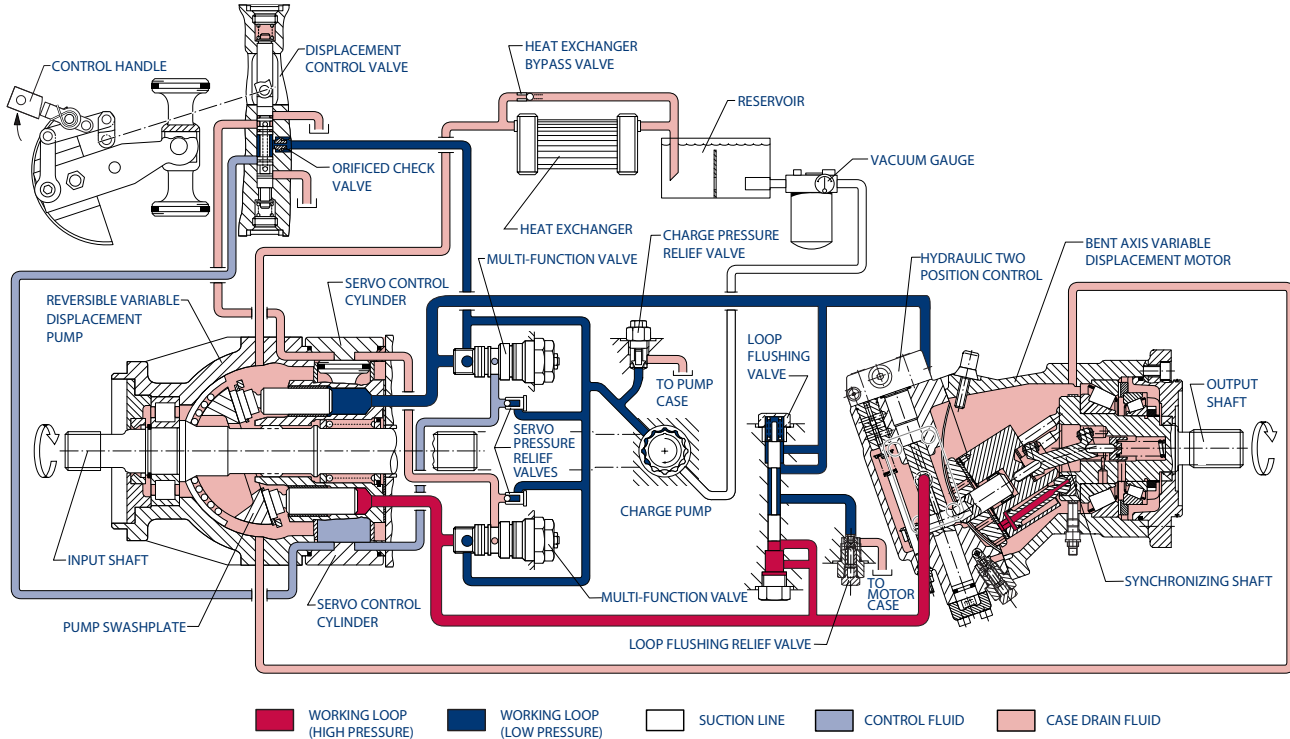 CONTROL HANDLE
DISPLACEMENT
CONTROL VALVE
HEAT EXCHANGER
BYPASS VALVE
RESERVOIR
VACUUM GAUGE
ORIFICED CHECK
VALVE
HEAT EXCHANGER
CHARGE PRESSURE
RELIEF VALVE
MULTI-FUNCTION VALVE
HYDRAULIC TWO
POSITION CONTROL
BENT AXIS VARIABLE
DISPLACEMENT MOTOR
SERVO CONTROL
CYLINDER
REVERSIBLE VARIABLE
DISPLACEMENT
PUMP
LOOP
FLUSHING
VALVE
TO PUMP
CASE
OUTPUT
SHAFT
SERVO
PRESSURE
RELIEF
VALVES
CHARGE PUMP
INPUT SHAFT
SERVO CONTROL
CYLINDER
PUMP SWASHPLATE
MULTI-FUNCTION VALVE
TO
MOTOR
CASE
SYNCHRONIZING SHAFT
LOOP FLUSHING RELIEF VALVE
WORKING LOOP
(HIGH PRESSURE)
WORKING LOOP
(LOW PRESSURE)
SUCTION LINE
CONTROL FLUID
CASE DRAIN FLUID